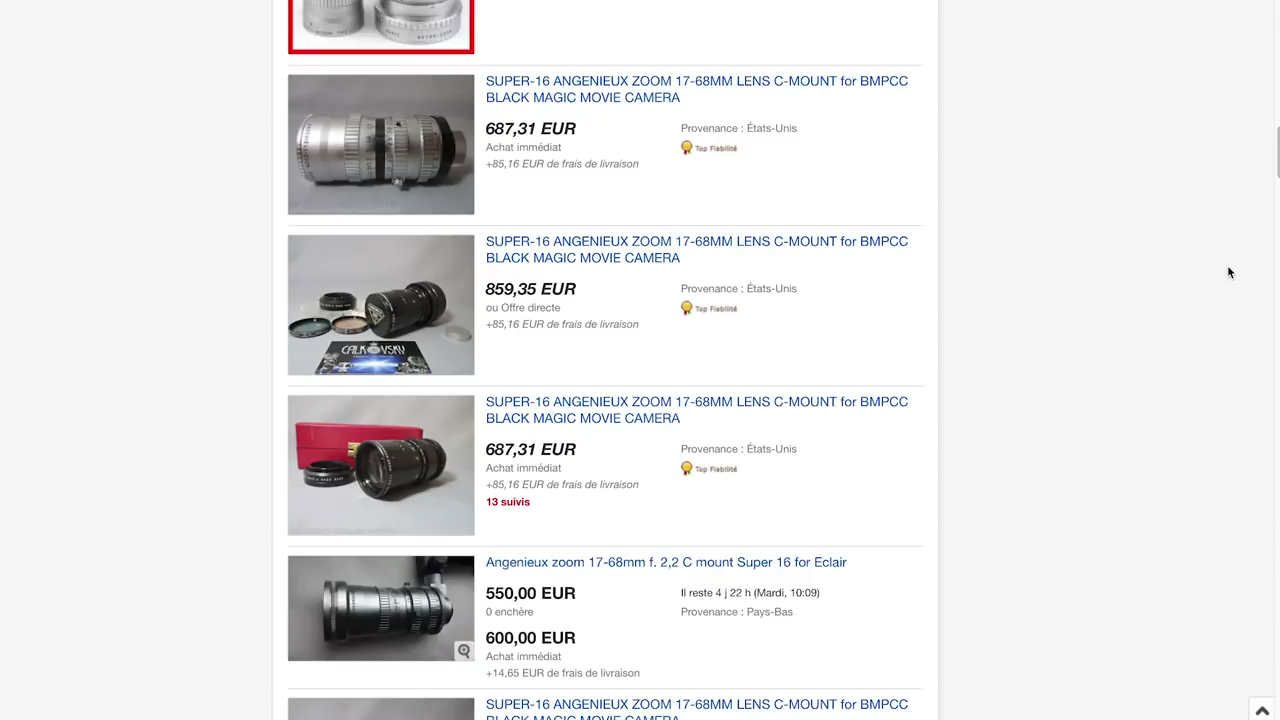 SUPER-16 ANGENIEUX ZOOM 17-68MM LENS C-MOUNT for BMPCC
BLACK MAGIC MOVIE CAMERA
687,31 EUR
Provenance : États-Unis
Achat immédiat
Top Fiabilité
+85,16 EUR de frais de livraison
SUPER-16 ANGENIEUX ZOOM 17-68MM LENS C-MOUNT for BMPCC
BLACK MAGIC MOVIE CAMERA
859,35 EUR
Provenance : États-Unis
ou Offre directe
Top Fiabilité
+85,16 EUR de frais de livraison
CALKOVSKY
SUPER-16 ANGENIEUX ZOOM 17-68MM LENS C-MOUNT for BMPCC
BLACK MAGIC MOVIE CAMERA
687,31 EUR
Provenance : États-Unis
Achat immédiat
Top Fiabilité
+85,16 EUR de frais de livraison
13 suivis
Angenieux zoom 17-68mm f. 2,2 C mount Super 16 for Eclair
550,00 EUR
Il reste 4 j 22 h (Mardi, 10:09)
0 enchère
Provenance : Pays-Bas
600,00 EUR
Achat immédiat
+14,65 EUR de frais de livraison
SUPER-16 ANGENIEUX ZOOM 17-68MM LENS C-MOUNT for BMPCC
BLACK MAGIC MOVIE CAMERA